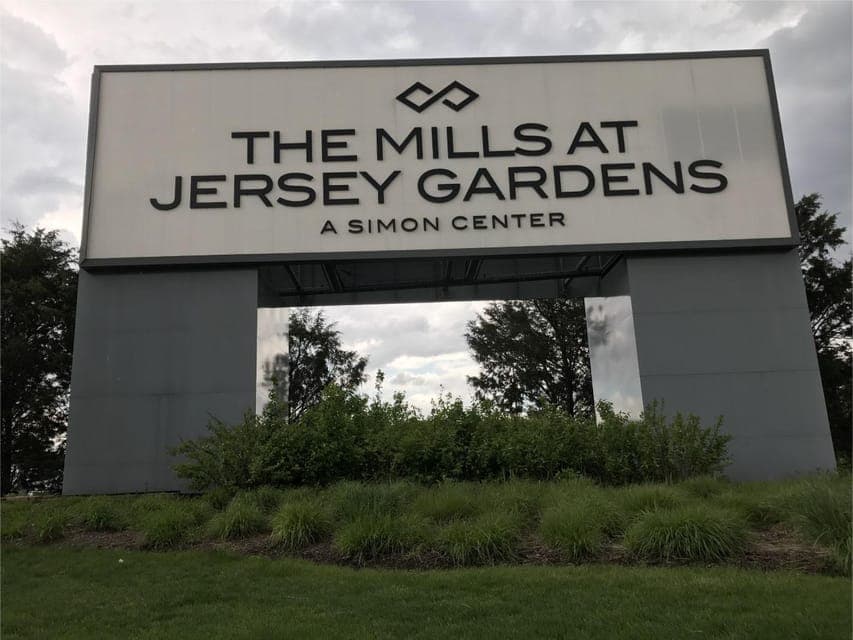 THE MILLS AT
JERSEY GARDENS
A SIMON CENTER